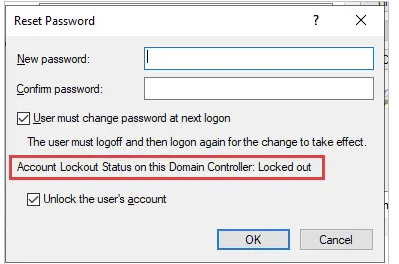 Reset Password ? ×
New password:
Confirm password:
User must change password at next logon
The user must logoff and then logon again for the change to take effect.
Account Lockout Status on this Domain Controller: Locked out
Unlock the user's account
OK Cancel